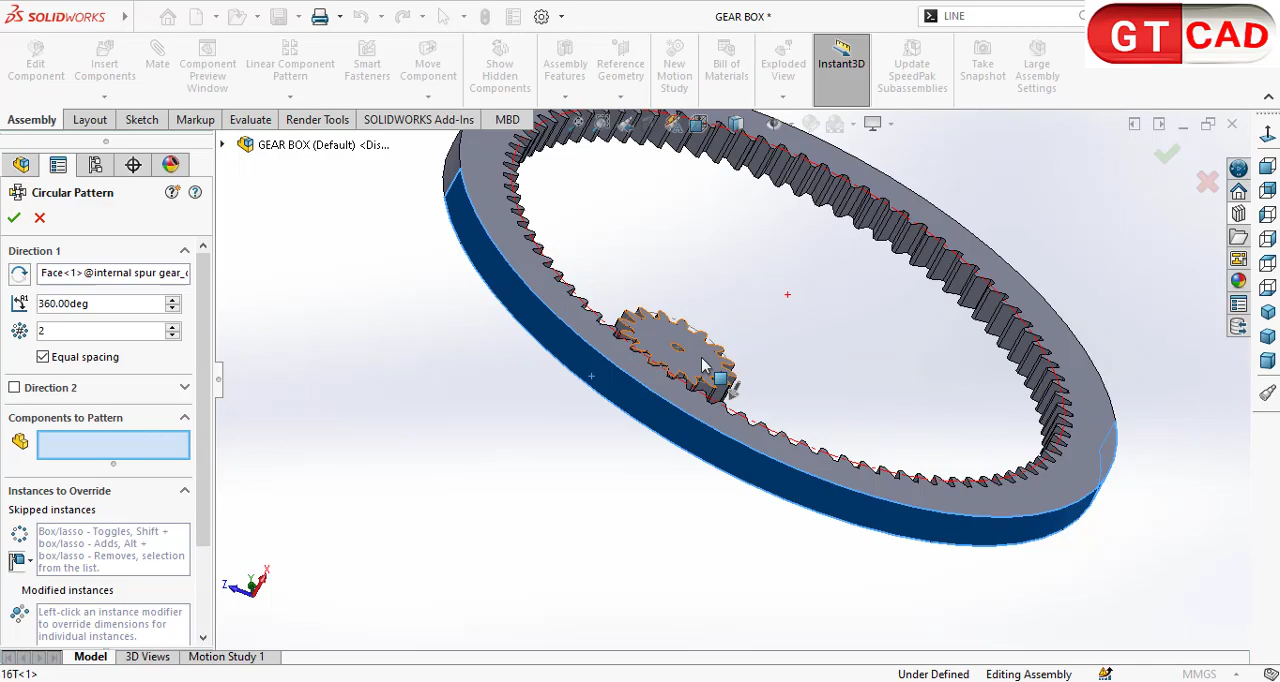 SOLIDWORKS
GEAR BOX *
LINE
GT CAD
Edit Component
Insert Components
Mate
Component Preview Window
Linear Component Pattern
Smart Fasteners
Move Component
Show Hidden Components
Assembly Features
Reference Geometry
New Motion Study
Bill of Materials
Exploded View
Instant3D
Update SpeedPak Subassemblies
Take Snapshot
Large Assembly Settings
Assembly
Layout
Sketch
Markup
Evaluate
Render Tools
SOLIDWORKS Add-Ins
MBD
GEAR BOX (Default) <Dis...
Circular Pattern
Direction 1
Face<1>@internal spur gear_
360.00deg
2
Equal spacing
Direction 2
Components to Pattern
Instances to Override
Skipped instances
Box/lasso - Toggles, Shift +
box/lasso - Adds, Alt +
box/lasso - Removes, selection
from the list.
Modified instances
Left-click an instance modifier
to override dimensions for
individual instances.
Z
Y
X
Model
3D Views
Motion Study 1
16T<1>
Under Defined
Editing Assembly
MMGS